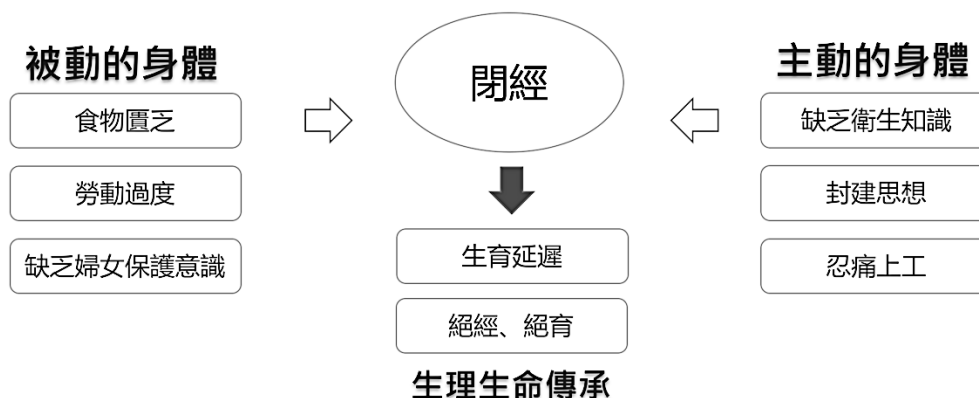 被動的身體
食物匱乏
勞動過度
缺乏婦女保護意識
閉經
生育延遲
絕經、絕育
生理生命傳承
主動的身體
缺乏衛生知識
封建思想
忍痛上工